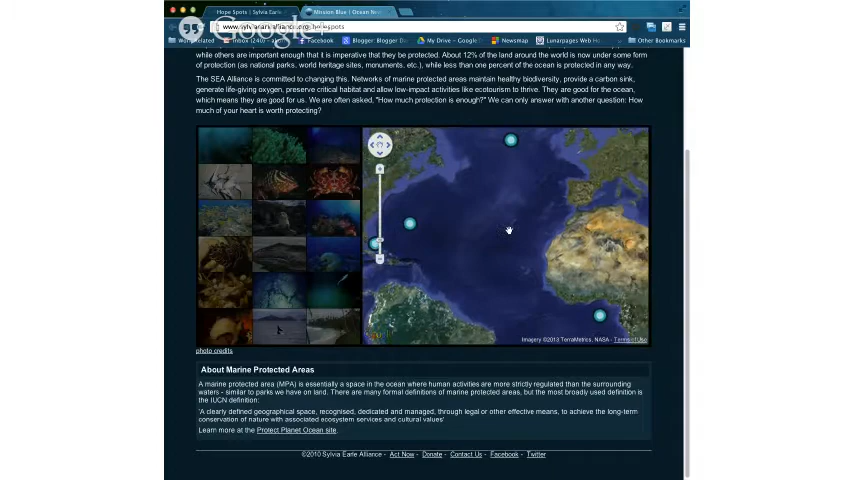 Hope Spots | Sylvia Earle
Mission Blue | Ocean Ne
www.sylviaearlealliance.org/hopespots
Google+
Inbox (240)
Facebook
Blogger: Blogger D
My Drive - Google
Newsmap
Lunarpages Web Ho
Other Bookmarks
while others are important enough that it is imperative that they be protected. About 12% of the land around the world is now under some form
of protection (as national parks, world heritage sites, monuments, etc.), while less than one percent of the ocean is protected in any way.
The SEA Alliance is committed to changing this. Networks of marine protected areas maintain healthy biodiversity, provide a carbon sink,
generate life-giving oxygen, preserve critical habitat and allow low-impact activities like ecotourism to thrive. They are good for the ocean,
which means they are good for us. We are often asked, "How much protection is enough?" We can only answer with another question: How
much of your heart is worth protecting?
Imagery ©2013 TerraMetrics, NASA - Terms of Use
photo credits
About Marine Protected Areas
A marine protected area (MPA) is essentially a space in the ocean where human activities are more strictly regulated than the surrounding
waters - similar to parks we have on land. There are many formal definitions of marine protected areas, but the most broadly used definition is
the IUCN definition:
'A clearly defined geographical space, recognised, dedicated and managed, through legal or other effective means, to achieve the long-term
conservation of nature with associated ecosystem services and cultural values'
Learn more at the Protect Planet Ocean site.
©2010 Sylvia Earle Alliance - Act Now - Donate - Contact Us - Facebook - Twitter